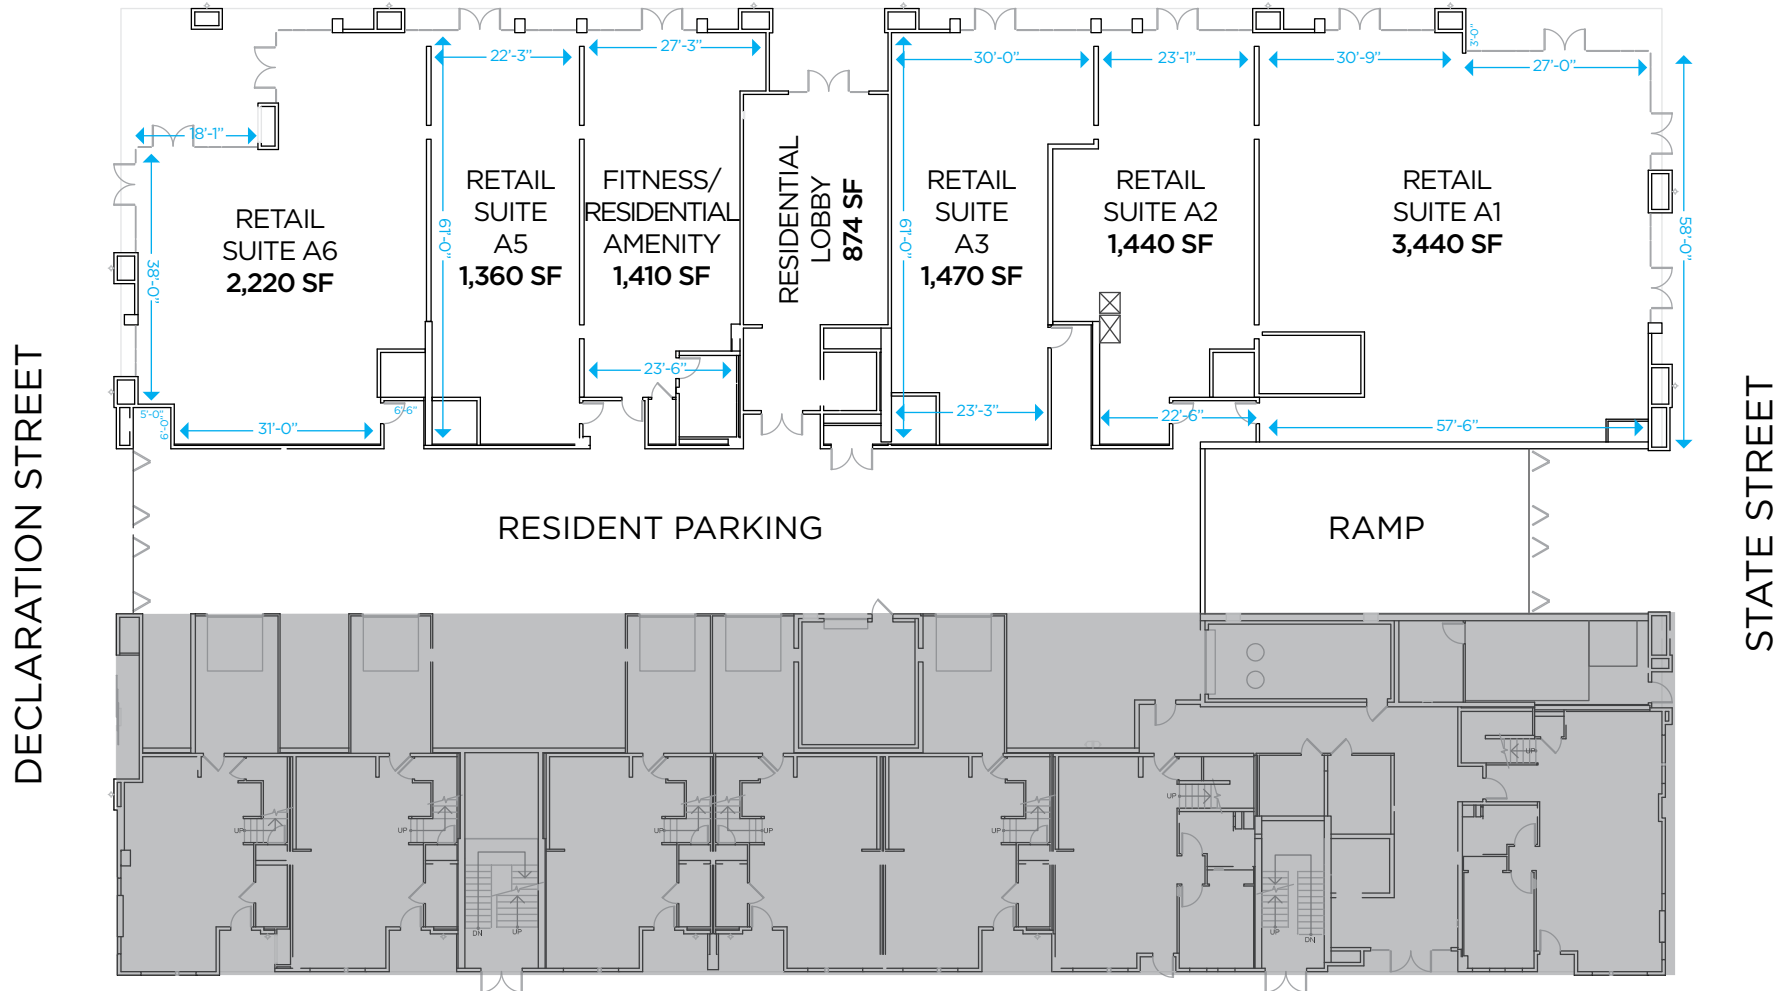 22'-3"
27'-3"
30'-0"
23'-1"
30'-9"
3'-0"
27'-0"
18'-1"
RETAIL
SUITE A6
2,220 SF
38'-0"
RETAIL
SUITE
A5
1,360 SF
61'-0"
FITNESS/
RESIDENTIAL
AMENITY
1,410 SF
RESIDENTIAL
LOBBY
874 SF
RETAIL
SUITE
A3
1,470 SF
61'-0"
RETAIL
SUITE A2
1,440 SF
RETAIL
SUITE A1
3,440 SF
58'-0"
23'-6"
5'-0"
6'-0"
31'-0"
6'-6"
23'-3"
22'-6"
57'-6"
DECLARATION STREET
RESIDENT PARKING
RAMP
STATE STREET
UP
UP
UP
UP
UP
UP
UP
DN
UP
UP
DN